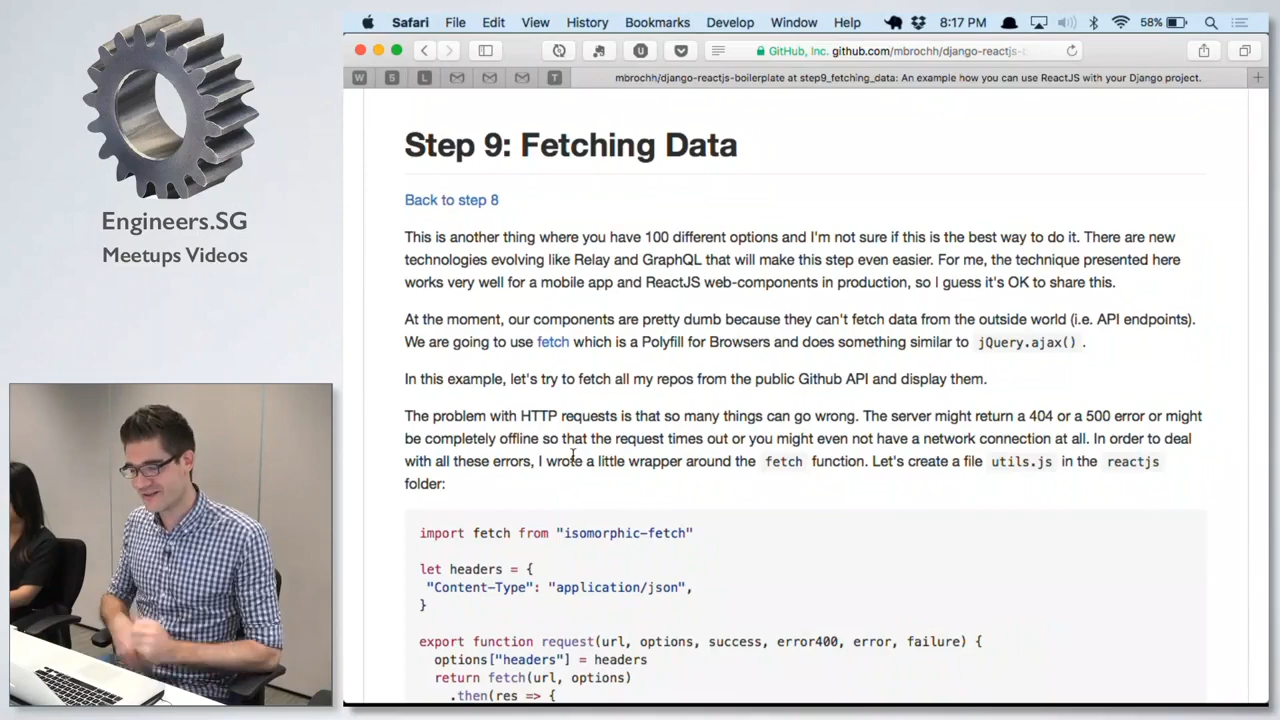 Safari File Edit View History Bookmarks Develop Window Help 8:17 PM 58%
GitHub, Inc. github.com/mbrochh/django-reactjs-b
W 5 L T mbrochh/django-reactjs-boilerplate at step9_fetching_data: An example how you can use ReactJS with your Django project.
Engineers.SG
Meetups Videos
Step 9: Fetching Data
Back to step 8
This is another thing where you have 100 different options and I'm not sure if this is the best way to do it. There are new
technologies evolving like Relay and GraphQL that will make this step even easier. For me, the technique presented here
works very well for a mobile app and ReactJS web-components in production, so I guess it's OK to share this.
At the moment, our components are pretty dumb because they can't fetch data from the outside world (i.e. API endpoints).
We are going to use fetch which is a Polyfill for Browsers and does something similar to jQuery.ajax() .
In this example, let's try to fetch all my repos from the public Github API and display them.
The problem with HTTP requests is that so many things can go wrong. The server might return a 404 or a 500 error or might
be completely offline so that the request times out or you might even not have a network connection at all. In order to deal
with all these errors, I wrote a little wrapper around the fetch function. Let's create a file utils.js in the reactjs
folder:
import fetch from "isomorphic-fetch"
let headers = {
"Content-Type": "application/json",
}
export function request(url, options, success, error400, error, failure) {
options["headers"] = headers
return fetch(url, options)
.then(res => {